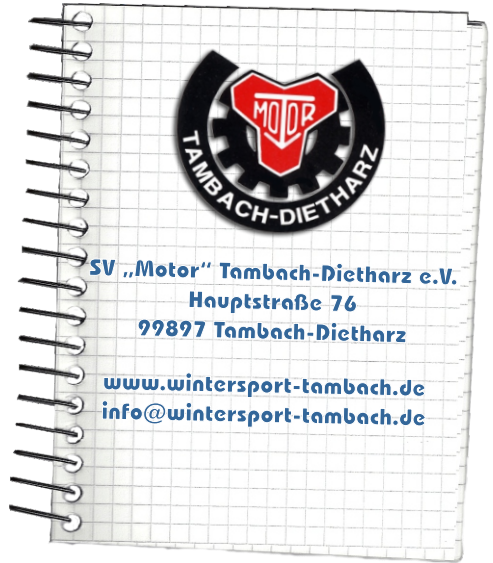 MOTOR
TAMBACH-DIETHARZ
SV „Motor“ Tambach-Dietharz e.V.
Hauptstraße 76
99897 Tambach-Dietharz
www.wintersport-tambach.de
info@wintersport-tambach.de